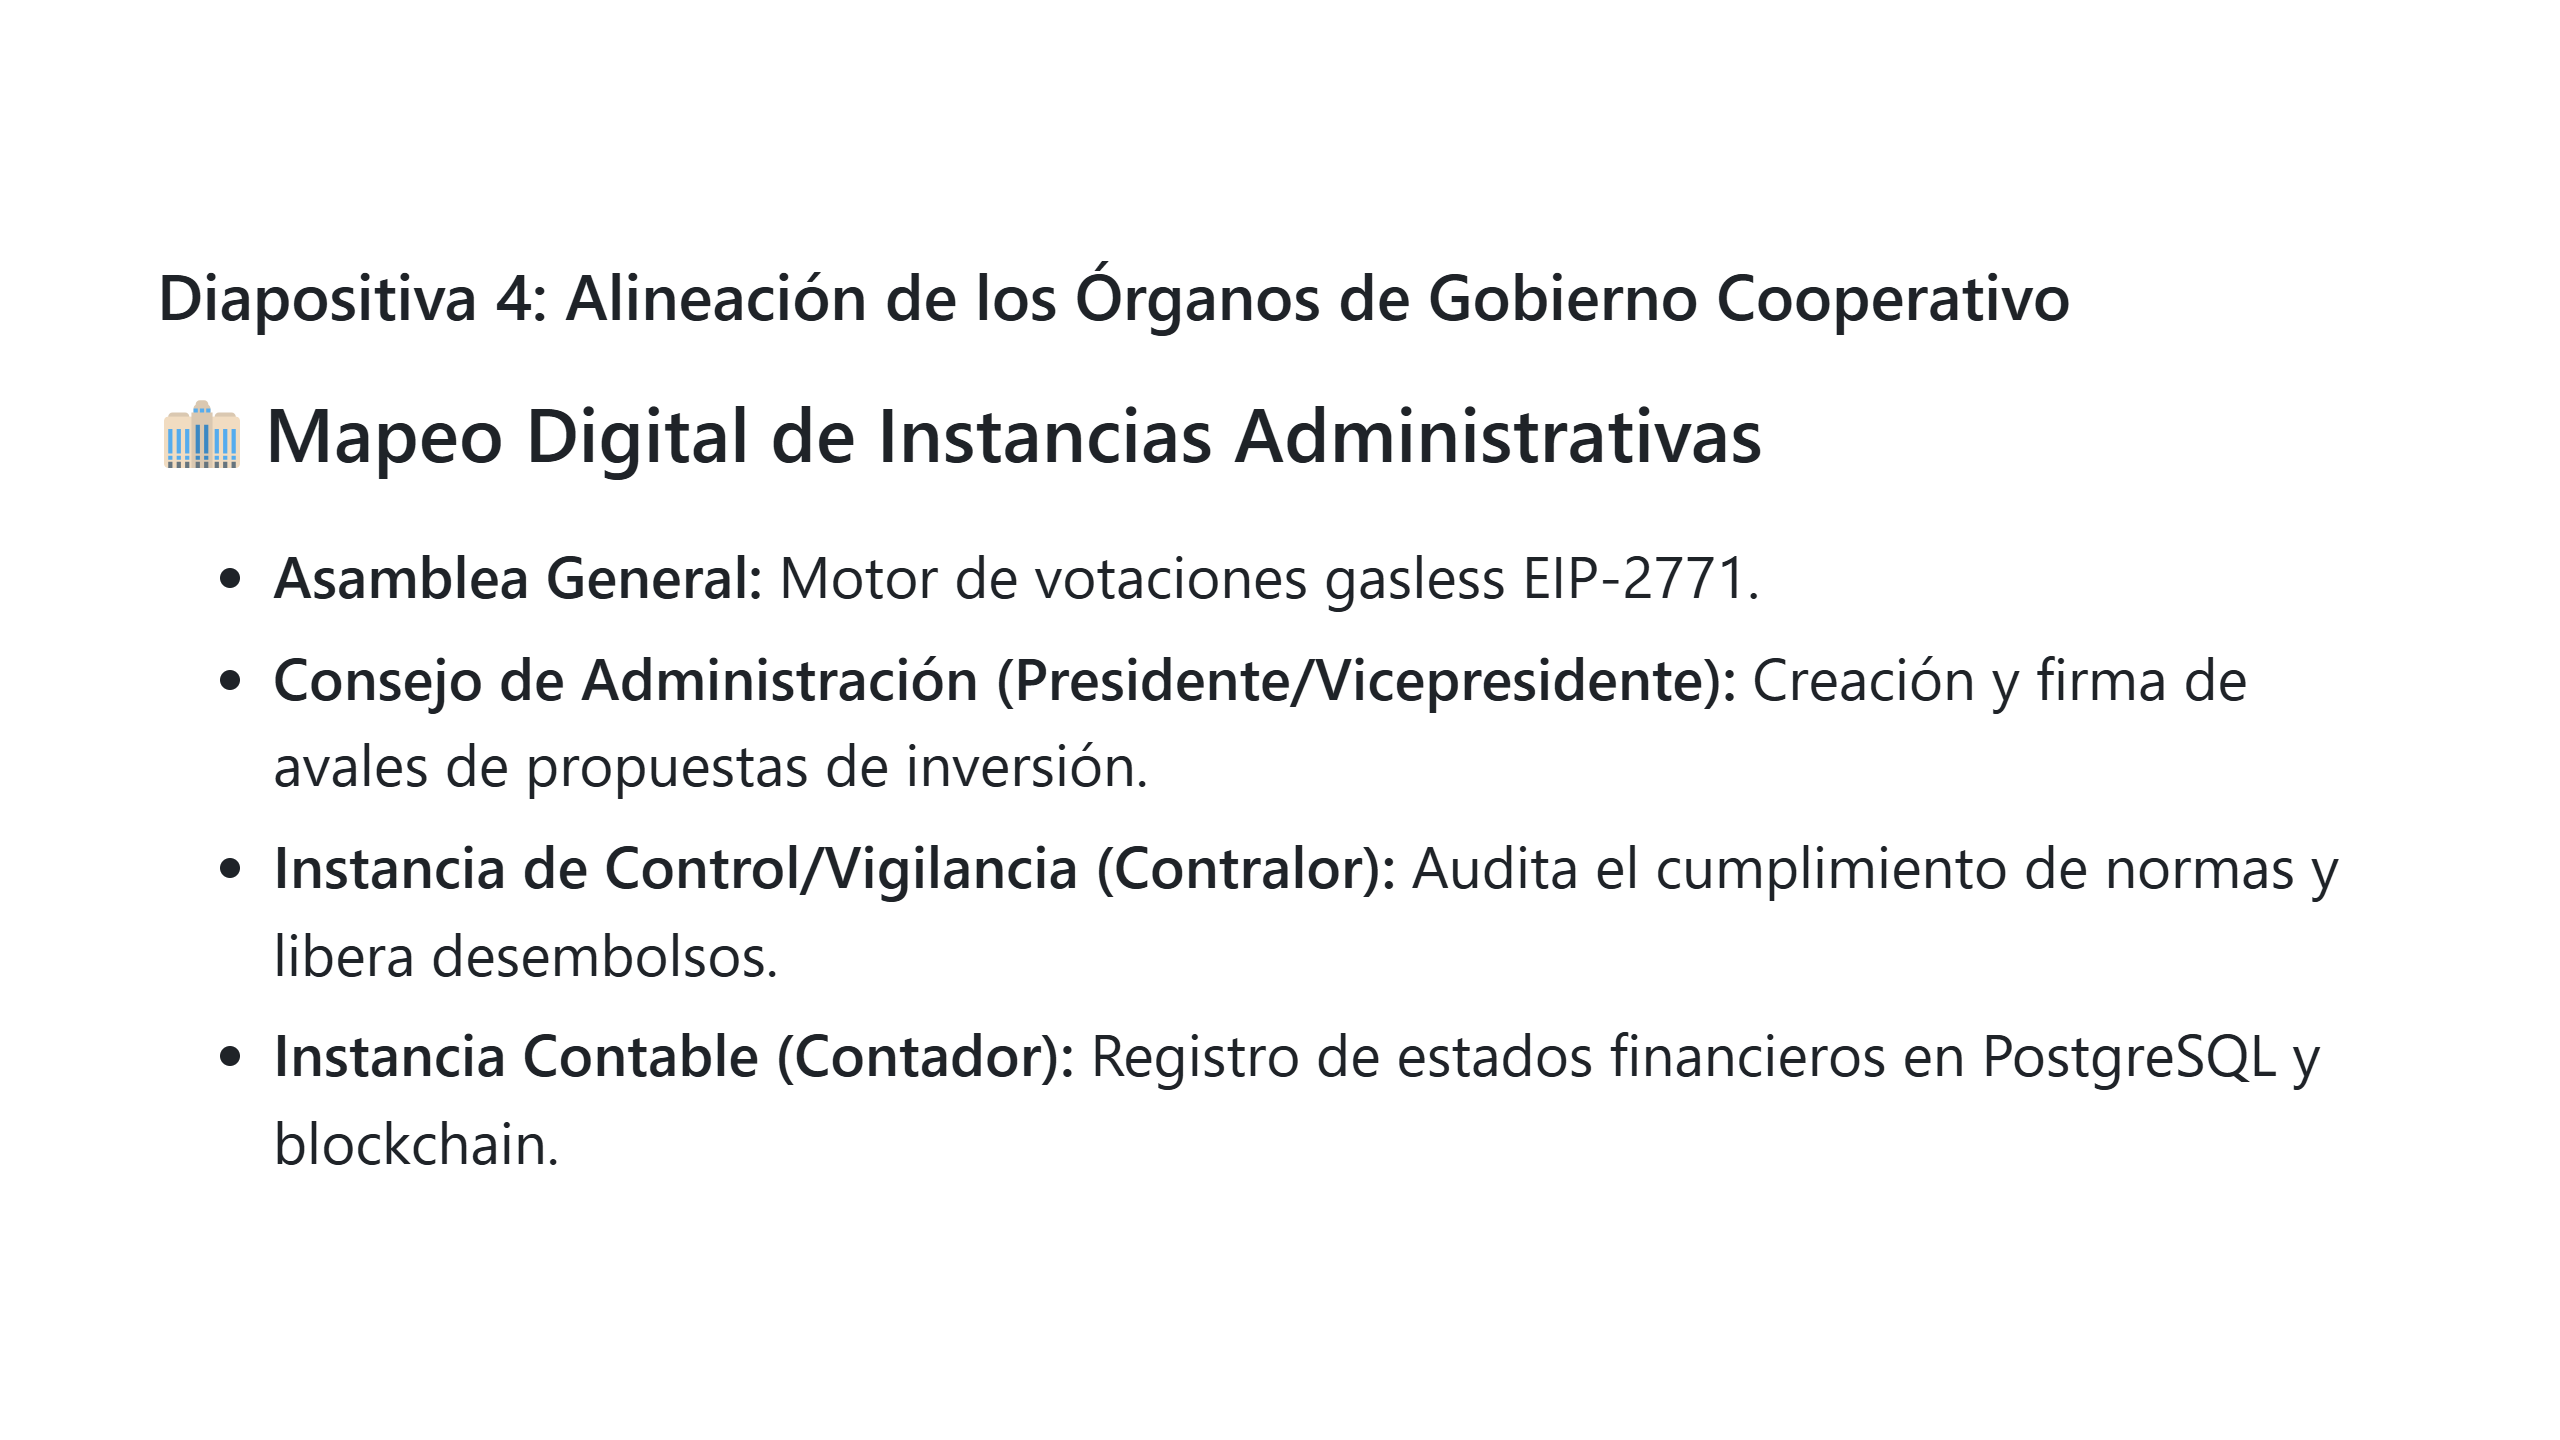 Diapositiva 4: Alineación de los Órganos de Gobierno Cooperativo
Mapeo Digital de Instancias Administrativas
• Asamblea General: Motor de votaciones gasless EIP-2771.
• Consejo de Administración (Presidente/Vicepresidente): Creación y firma de
avales de propuestas de inversión.
• Instancia de Control/Vigilancia (Contralor): Audita el cumplimiento de normas y
libera desembolsos.
• Instancia Contable (Contador): Registro de estados financieros en PostgreSQL y
blockchain.